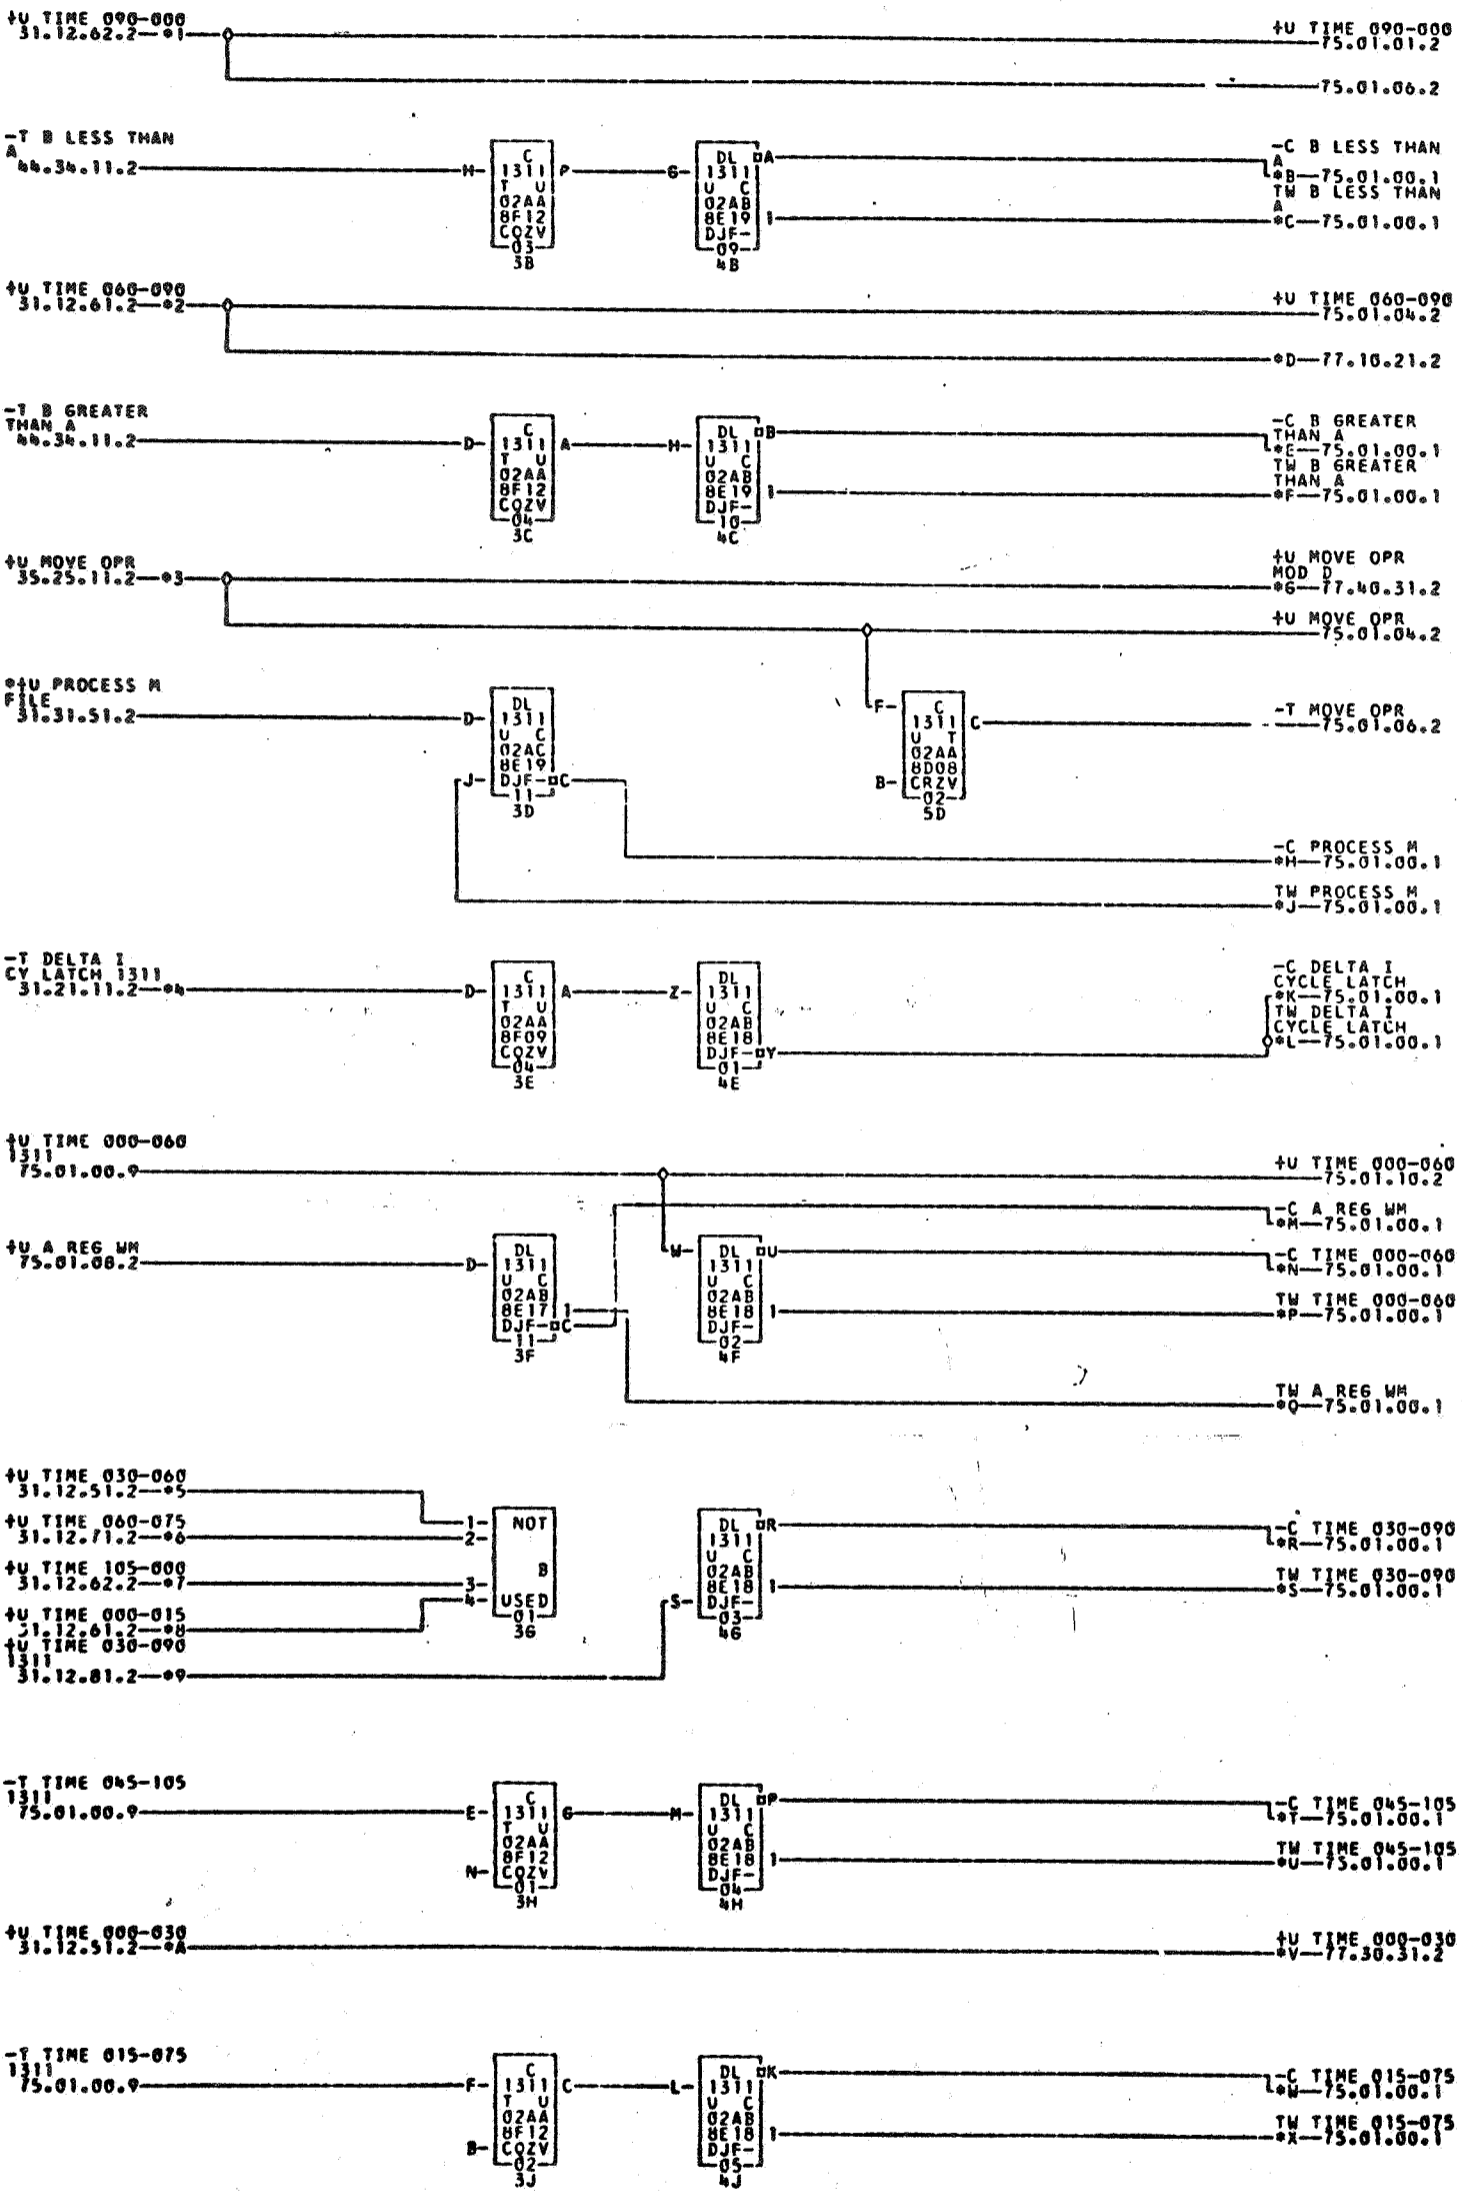 +U TIME 090-000
31.12.62.2—*1
+U TIME 090-000
75.01.01.2
75.01.06.2
-T B LESS THAN
A
44.34.11.2
H-
C
1311 P
T U
02AA
8F12
CQZV
03
3B
G-
DL A
1311
U C
02AB
8E19 1
DJF-
09
4B
-C B LESS THAN
A
*B—75.01.00.1
TW B LESS THAN
A
*C—75.01.00.1
+U TIME 060-090
31.12.61.2—*2
+U TIME 060-090
75.01.04.2
*D—77.10.21.2
-T B GREATER
THAN A
44.34.11.2
D-
C
1311 A
T U
02AA
8F12
CQZV
04
3C
H-
DL B
1311
U C
02AB
8E19 1
DJF-
10
4C
-C B GREATER
THAN A
*E—75.01.00.1
TW B GREATER
THAN A
*F—75.01.00.1
+U MOVE OPR
35.25.11.2—*3
+U MOVE OPR
MOD D
*G—77.40.31.2
+U MOVE OPR
75.01.04.2
*+U PROCESS M
FILE
31.31.51.2
D-
DL
1311
U C
02AC
8E19
J- DJF- C
11
3D
F-
C
1311 C
U T
02AA
8D08
B- CRZV
02
5D
-T MOVE OPR
75.01.06.2
-C PROCESS M
*H—75.01.00.1
TW PROCESS M
*J—75.01.00.1
-T DELTA I
CY LATCH 1311
31.21.11.2—*4
D-
C
1311 A
T U
02AA
8F09
CQZV
04
3E
Z-
DL
1311
U C
02AB
8E18
DJF- Y
01
4E
-C DELTA I
CYCLE LATCH
*K—75.01.00.1
TW DELTA I
CYCLE LATCH
*L—75.01.00.1
+U TIME 000-060
1311
75.01.00.9
+U TIME 000-060
75.01.10.2
-C A REG WM
*M—75.01.00.1
+U A REG WM
75.01.08.2
D-
DL
1311
U C
02AB
8E17 1
DJF- C
11
3F
W-
DL U
1311
U C
02AB
8E18 1
DJF-
02
4F
-C TIME 000-060
*N—75.01.00.1
TW TIME 000-060
*P—75.01.00.1
TW A REG WM
*Q—75.01.00.1
+U TIME 030-060
31.12.51.2—*5
+U TIME 060-075
31.12.71.2—*6
+U TIME 105-000
31.12.62.2—*7
+U TIME 000-015
31.12.61.2—*8
+U TIME 030-090
1311
31.12.81.2—*9
1- NOT
2-
B
3-
4- USED
01
3G
DL R
1311
U C
02AB
8E18 1
S- DJF-
03
4G
-C TIME 030-090
*R—75.01.00.1
TW TIME 030-090
*S—75.01.00.1
-T TIME 045-105
1311
75.01.00.9
E-
C
1311 G
T U
02AA
8F12
N- CQZV
01
3H
M-
DL P
1311
U C
02AB
8E18 1
DJF-
04
4H
-C TIME 045-105
*T—75.01.00.1
TW TIME 045-105
*U—75.01.00.1
+U TIME 000-030
31.12.51.2—*A
+U TIME 000-030
*V—77.30.31.2
-T TIME 015-075
1311
75.01.00.9
F-
C
1311 C
T U
02AA
8F12
B- CQZV
02
3J
L-
DL K
1311
U C
02AB
8E18 1
DJF-
05
4J
-C TIME 015-075
*W—75.01.00.1
TW TIME 015-075
*X—75.01.00.1